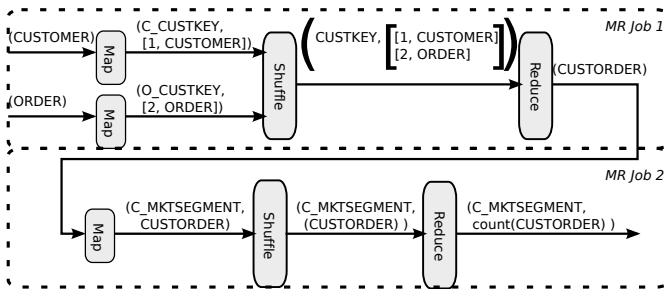 MR Job 1
(CUSTOMER)
Map
(C_CUSTKEY,
[1, CUSTOMER])
(ORDER)
Map
(O_CUSTKEY,
[2, ORDER])
Shuffle
(CUSTKEY, [[1, CUSTOMER]
[2, ORDER]])
Reduce
(CUSTORDER)
MR Job 2
Map
(C_MKTSEGMENT,
CUSTORDER)
Shuffle
(C_MKTSEGMENT,
(CUSTORDER) )
Reduce
(C_MKTSEGMENT,
count(CUSTORDER) )